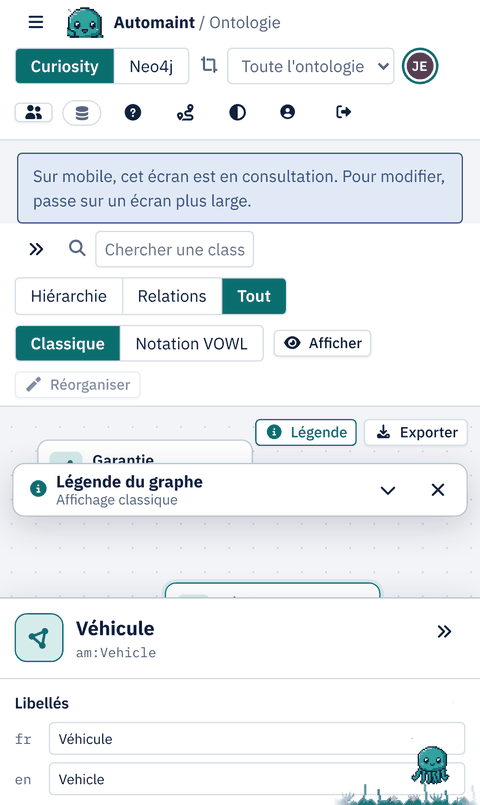 Automaint / Ontologie
Curiosity Neo4j Toute l'ontologie JE
Sur mobile, cet écran est en consultation. Pour modifier,
passe sur un écran plus large.
Chercher une class
Hiérarchie Relations Tout
Classique Notation VOWL Afficher
Réorganiser
Légende Exporter
Garantie
Légende du graphe
Affichage classique
Véhicule
am:Vehicle
Libellés
fr Véhicule
en Vehicle